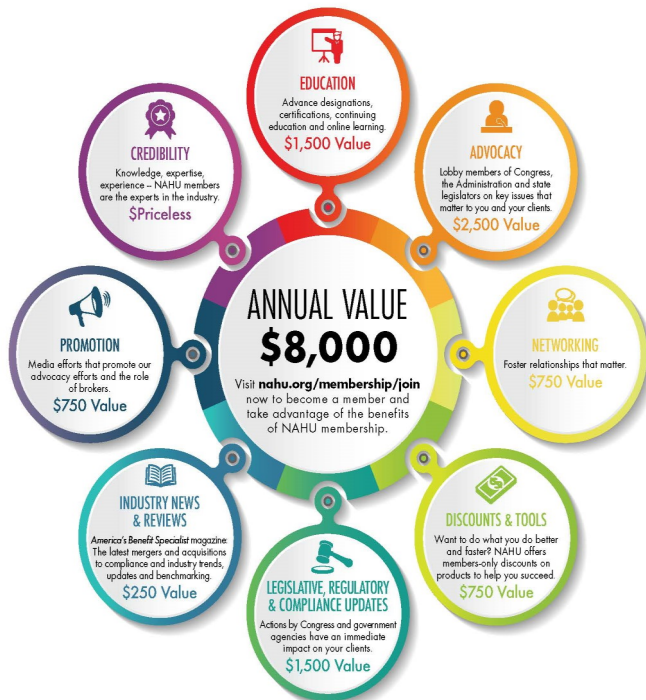 EDUCATION
Advance designations,
certifications, continuing
education and online learning.
$1,500 Value
ADVOCACY
Lobby members of Congress,
the Administration and state
legislators on key issues that
matter to you and your clients.
$2,500 Value
NETWORKING
Foster relationships that matter.
$750 Value
DISCOUNTS & TOOLS
Want to do what you do better
and faster? NAHU offers
members-only discounts on
products to help you succeed.
$750 Value
LEGISLATIVE, REGULATORY
& COMPLIANCE UPDATES
Actions by Congress and government
agencies have an immediate
impact on your clients.
$1,500 Value
INDUSTRY NEWS
& REVIEWS
America's Benefit Specialist magazine:
The latest mergers and acquisitions
to compliance and industry trends,
updates and benchmarking.
$250 Value
PROMOTION
Media efforts that promote our
advocacy efforts and the role
of brokers.
$750 Value
CREDIBILITY
Knowledge, expertise,
experience – NAHU members
are the experts in the industry.
$Priceless
ANNUAL VALUE
$8,000
Visit nahu.org/membership/join
now to become a member and
take advantage of the benefits
of NAHU membership.